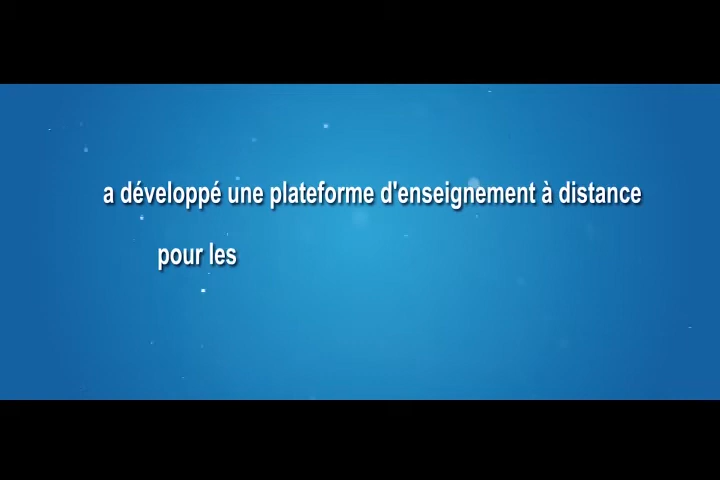 a développé une plateforme d'enseignement à distance
pour les